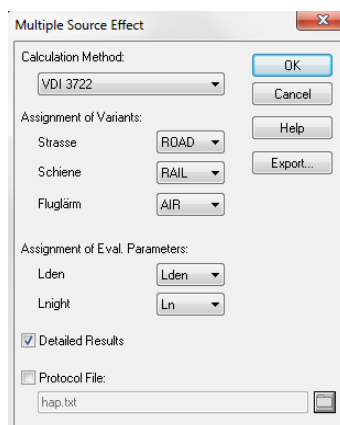 Multiple Source Effect
X
Calculation Method:
VDI 3722
OK
Cancel
Assignment of Variants:
Help
Strasse ROAD
Export...
Schiene RAIL
Fluglärm AIR
Assignment of Eval. Parameters:
Lden Lden
Lnight Ln
Detailed Results
Protocol File:
hap.txt